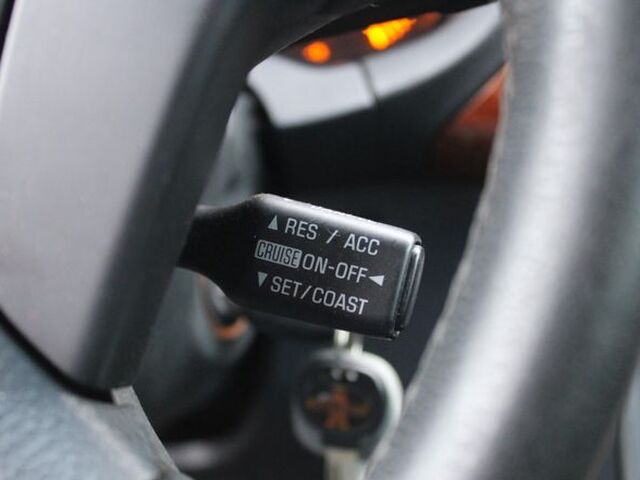 ▲ RES / ACC
CRUISE ON-OFF ◄
▼ SET/COAST